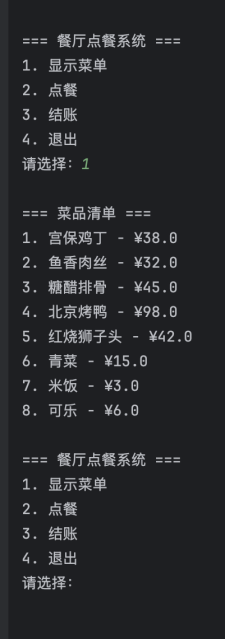 === 餐厅点餐系统 ===
1. 显示菜单
2. 点餐
3. 结账
4. 退出
请选择: 1
=== 菜品清单 ===
1. 宫保鸡丁 - ¥38.0
2. 鱼香肉丝 - ¥32.0
3. 糖醋排骨 - ¥45.0
4. 北京烤鸭 - ¥98.0
5. 红烧狮子头 - ¥42.0
6. 青菜 - ¥15.0
7. 米饭 - ¥3.0
8. 可乐 - ¥6.0
=== 餐厅点餐系统 ===
1. 显示菜单
2. 点餐
3. 结账
4. 退出
请选择: